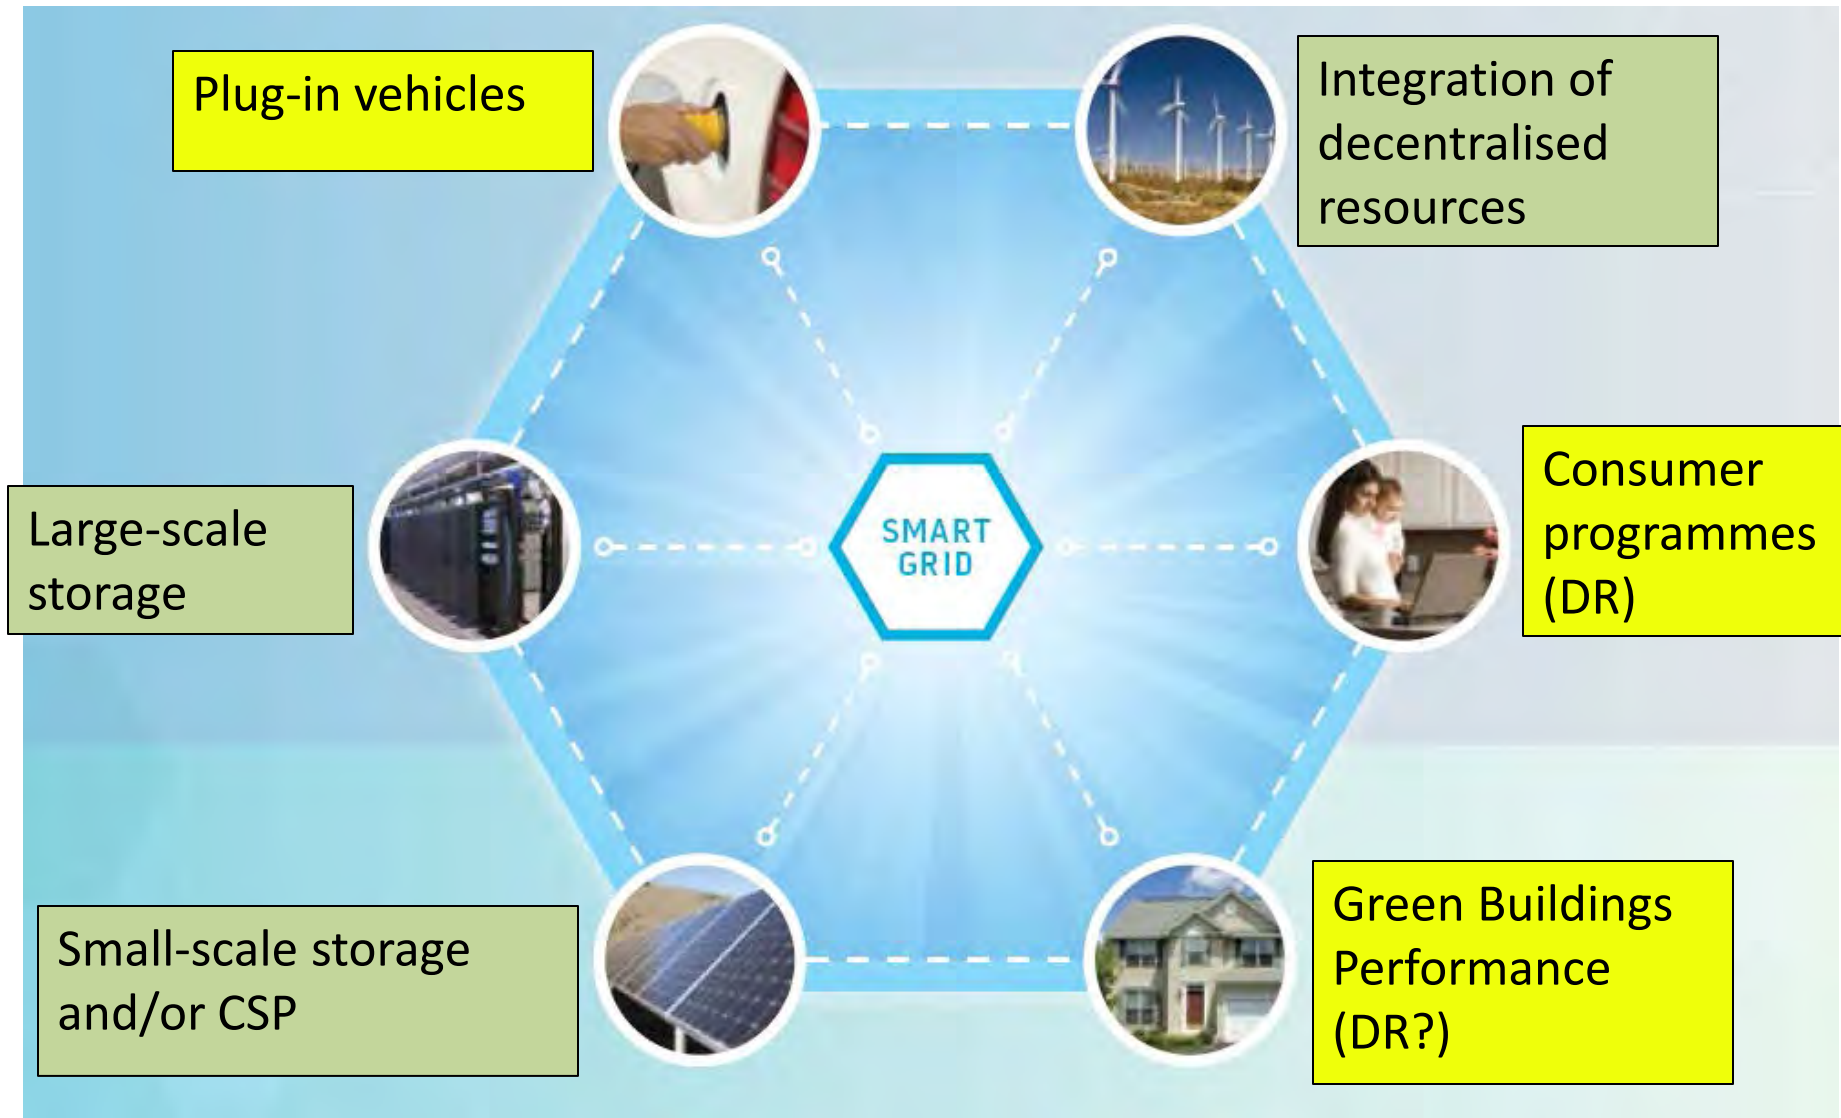 Plug-in vehicles
Integration of
decentralised
resources
Large-scale
storage
SMART
GRID
Consumer
programmes
(DR)
Small-scale storage
and/or CSP
Green Buildings
Performance
(DR?)